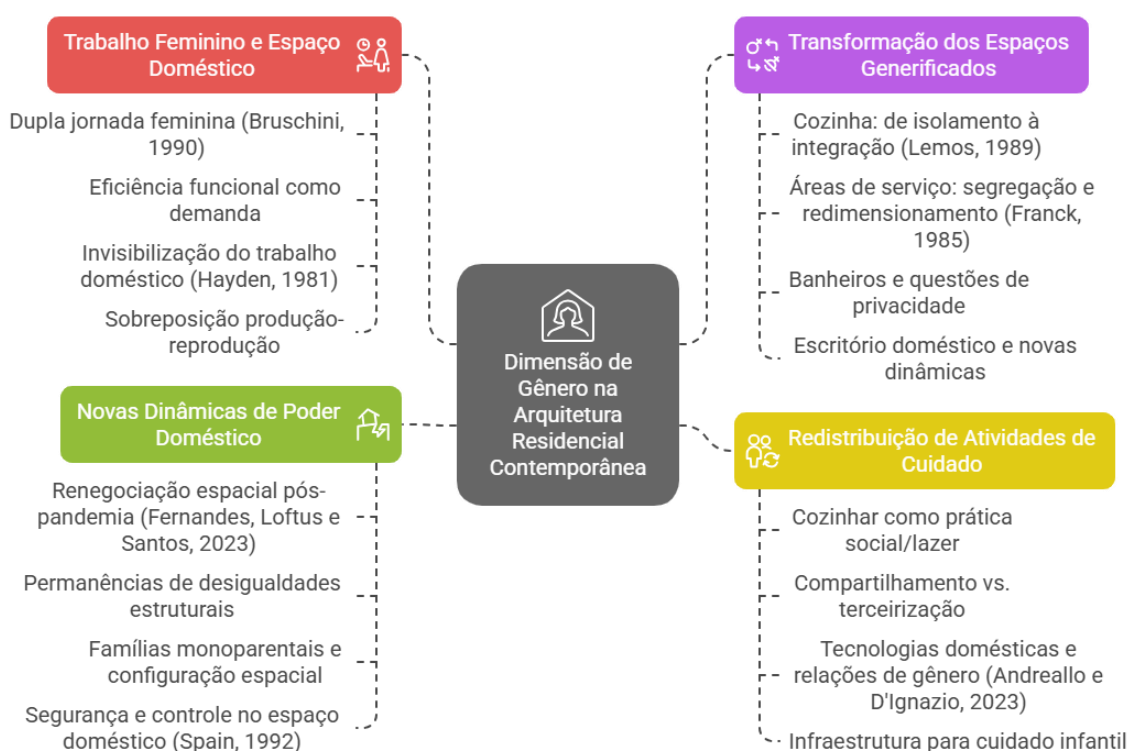 Trabalho Feminino e Espaço
Doméstico
Dupla jornada feminina (Bruschini,
1990)
Eficiência funcional como
demanda
Invisibilização do trabalho
doméstico (Hayden, 1981)
Sobreposição produção-
reprodução
Novas Dinâmicas de Poder
Doméstico
Renegociação espacial pós-
pandemia (Fernandes, Loftus e
Santos, 2023)
Permanências de desigualdades
estruturais
Famílias monoparentais e
configuração espacial
Segurança e controle no espaço
doméstico (Spain, 1992)
Dimensão de
Gênero na
Arquitetura
Residencial
Contemporânea
Transformação dos Espaços
Generificados
Cozinha: de isolamento à
integração (Lemos, 1989)
Áreas de serviço: segregação e
redimensionamento (Franck,
1985)
Banheiros e questões de
privacidade
Escritório doméstico e novas
dinâmicas
Redistribuição de Atividades de
Cuidado
Cozinhar como prática
social/lazer
Compartilhamento vs.
terceirização
Tecnologias domésticas e
relações de gênero (Andreallo e
D'Ignazio, 2023)
Infraestrutura para cuidado infantil